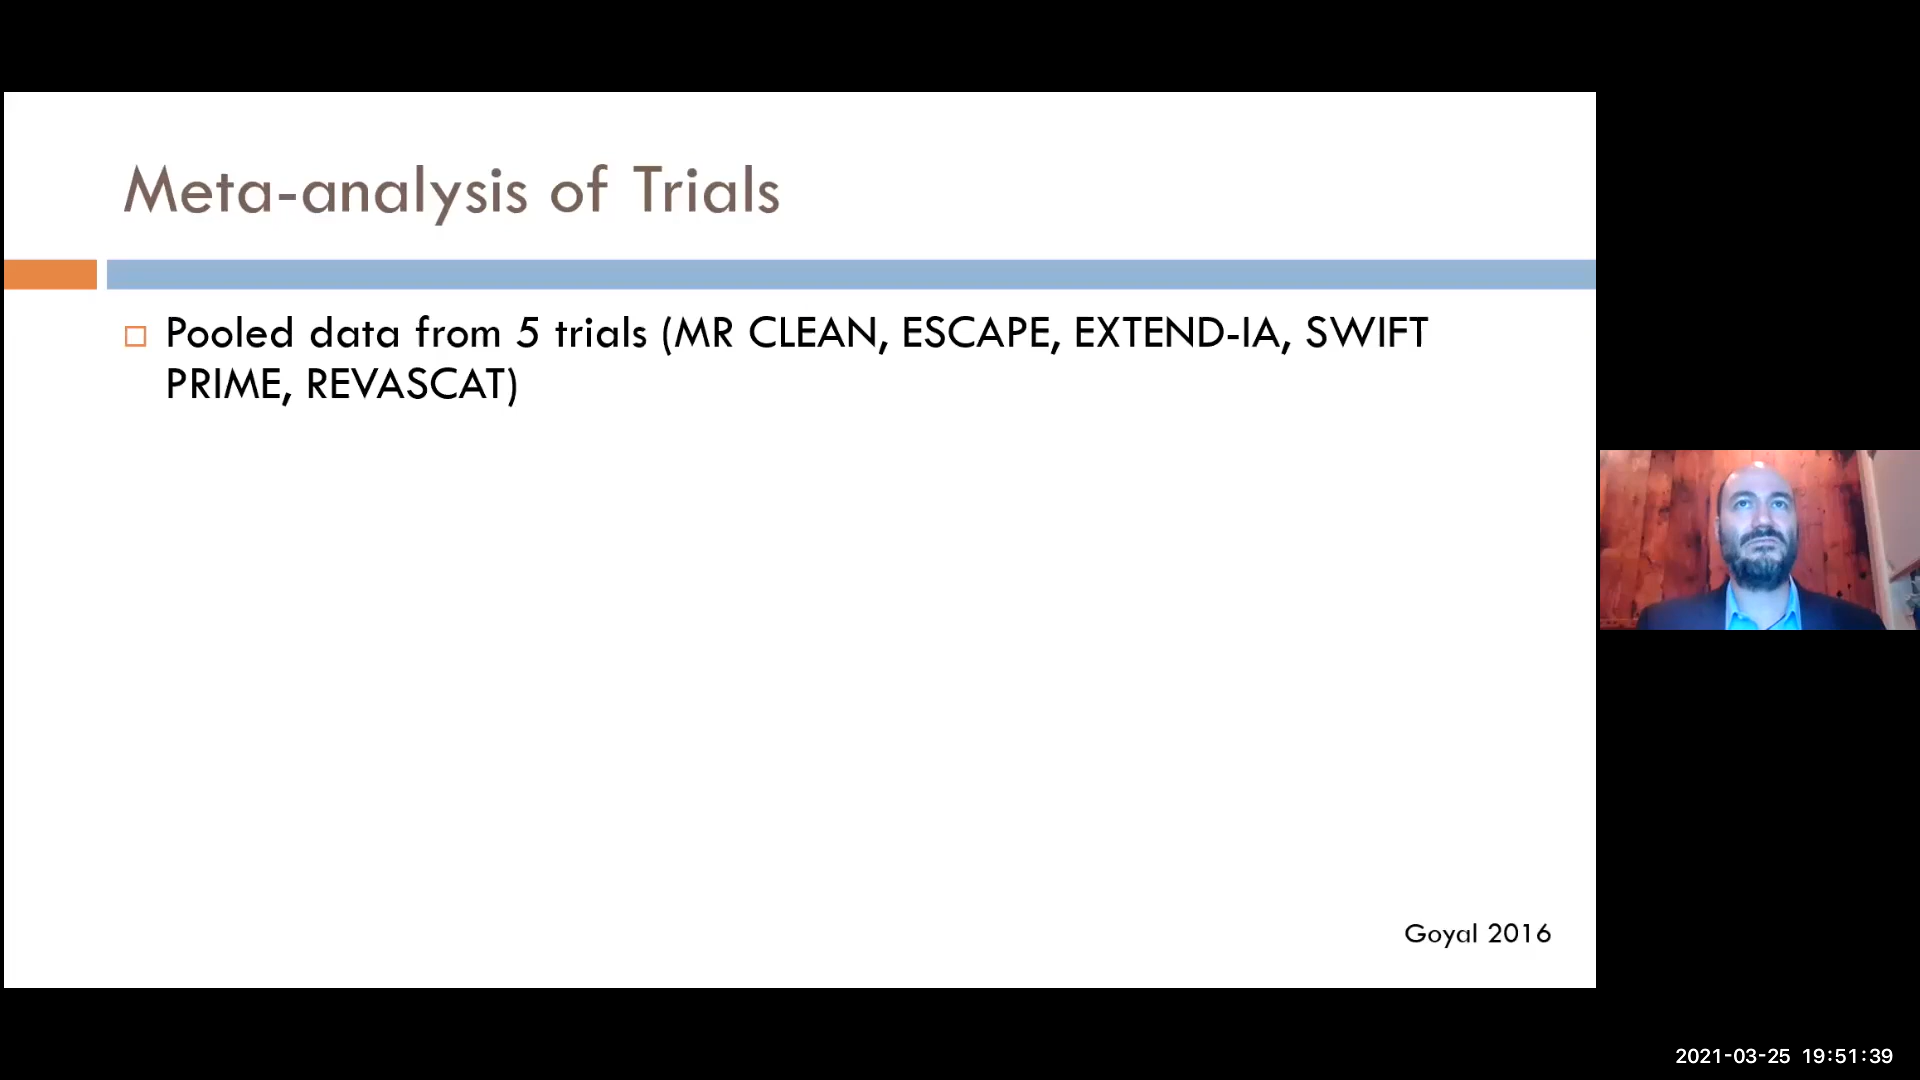 Meta-analysis of Trials
Pooled data from 5 trials (MR CLEAN, ESCAPE, EXTEND-IA, SWIFT
PRIME, REVASCAT)
Goyal 2016
2021-03-25 19:51:39